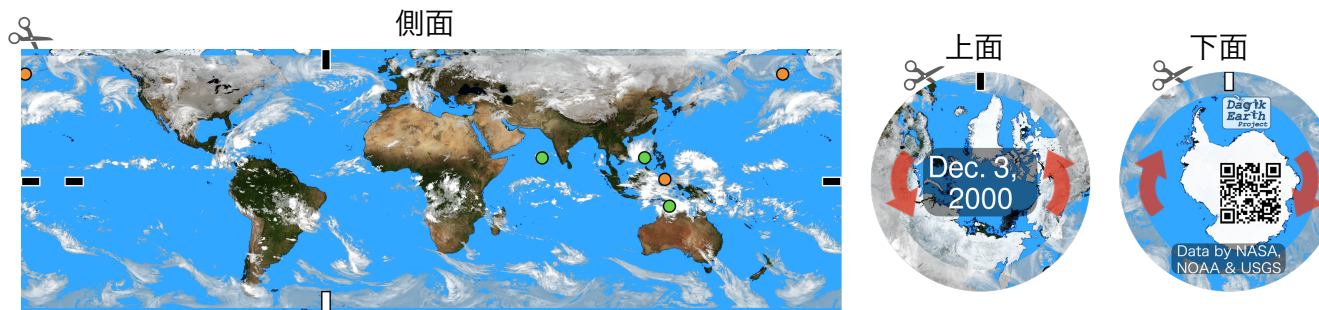 側面
上面
下面
Dec. 3,
2000
Dagik
Earth
Project
Data by NASA,
NOAA & USGS